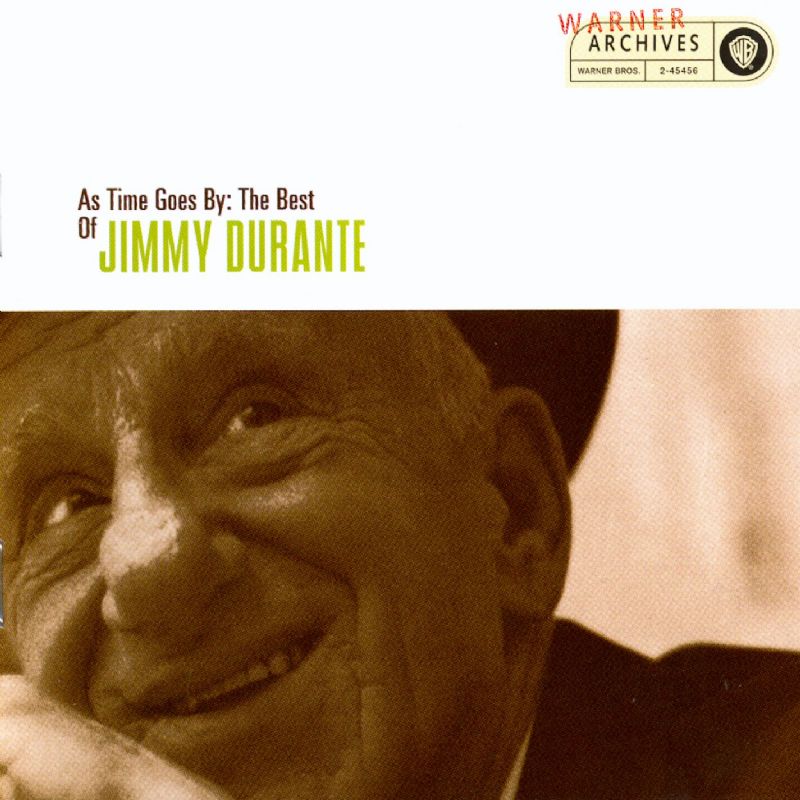 WARNER
ARCHIVES
WARNER BROS. 2-45456
WB
As Time Goes By: The Best
Of JIMMY DURANTE